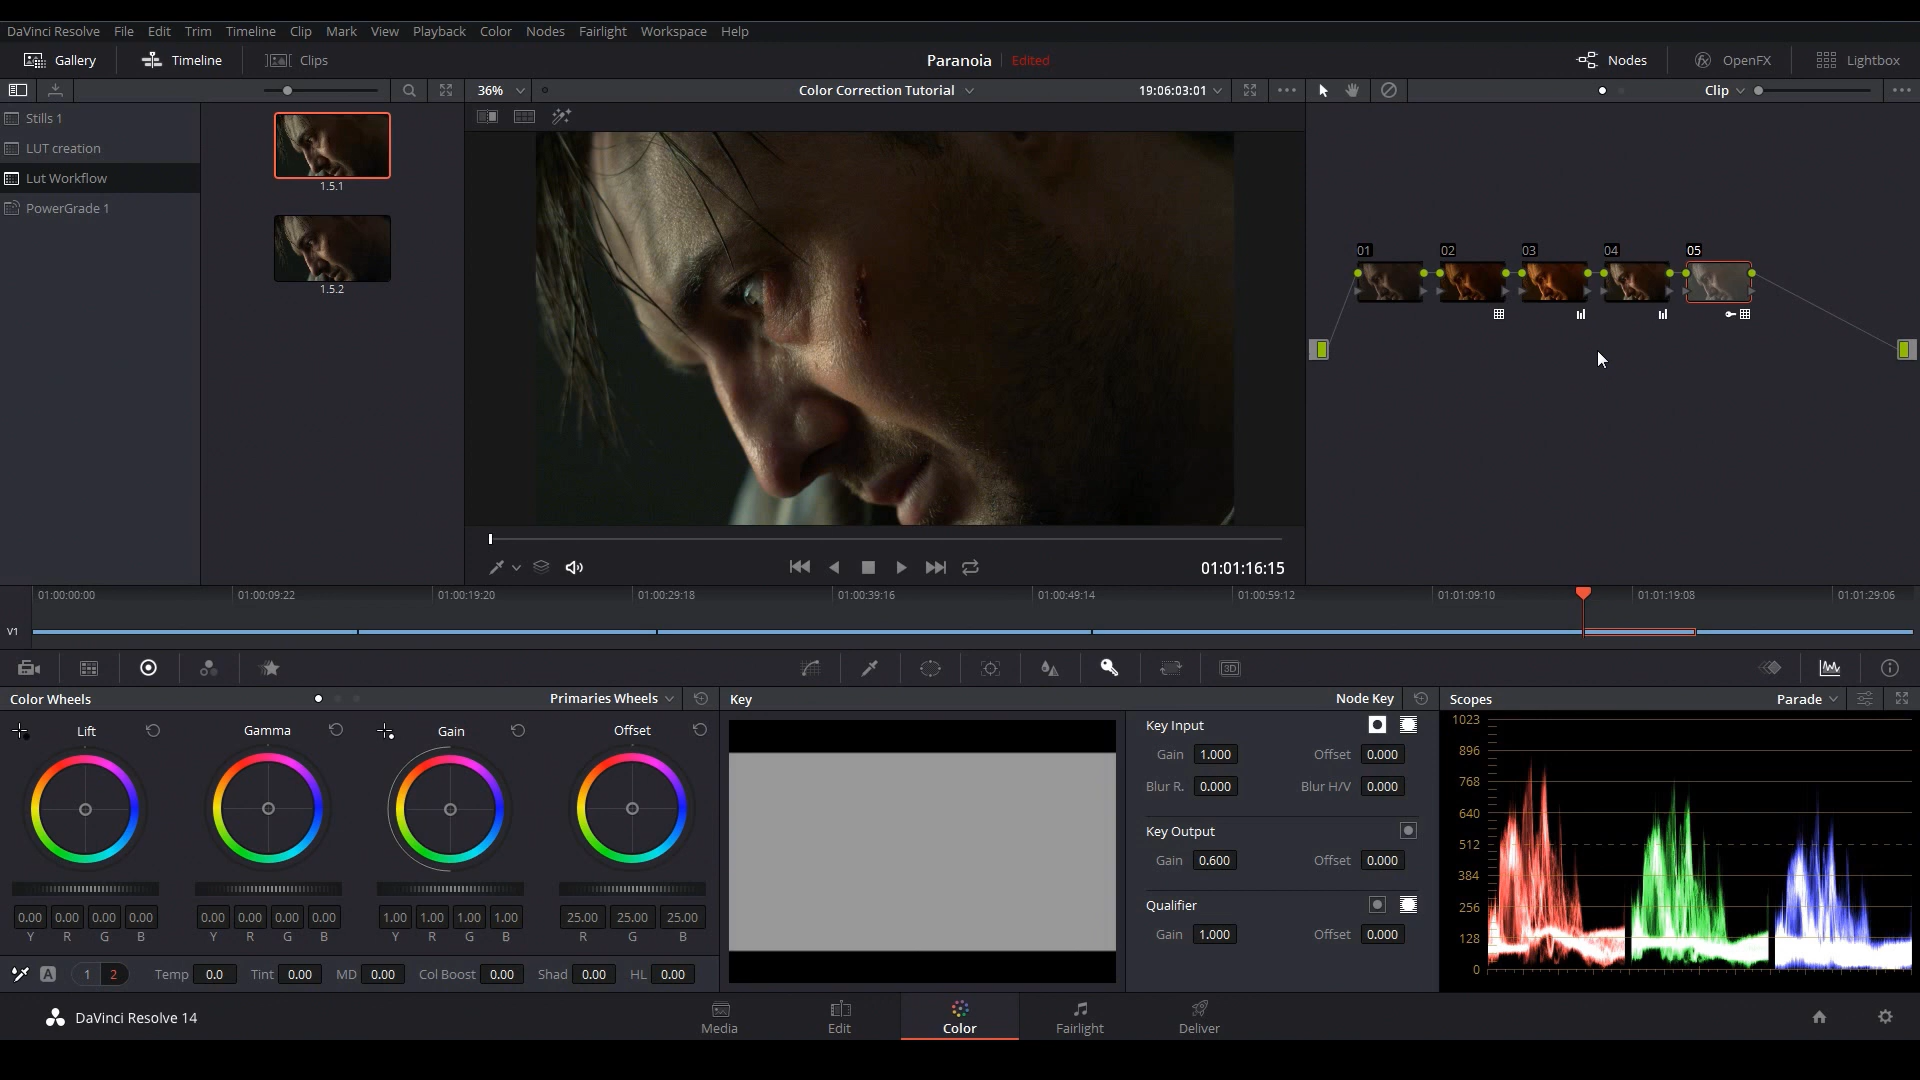 DaVinci Resolve File Edit Trim Timeline Clip Mark View Playback Color Nodes Fairlight Workspace Help
Gallery Timeline Clips Paranoia Edited Nodes OpenFX Lightbox
36% Color Correction Tutorial 19:06:03:01 Clip
Stills 1
LUT creation
Lut Workflow
PowerGrade 1
1.5.1
1.5.2
01 02 03 04 05
01:01:16:15
01:00:00:00 01:00:09:22 01:00:19:20 01:00:29:18 01:00:39:16 01:00:49:14 01:00:59:12 01:01:09:10 01:01:19:08 01:01:29:06
V1
3D
Color Wheels Primaries Wheels
Lift Gamma Gain Offset
0.00 0.00 0.00 0.00 0.00 0.00 0.00 0.00 1.00 1.00 1.00 1.00 25.00 25.00 25.00
Y R G B Y R G B Y R G B R G B
A 1 2 Temp 0.0 Tint 0.00 MD 0.00 Col Boost 0.00 Shad 0.00 HL 0.00
Key Node Key
Key Input
Gain 1.000 Offset 0.000
Blur R. 0.000 Blur H/V 0.000
Key Output
Gain 0.600 Offset 0.000
Qualifier
Gain 1.000 Offset 0.000
Scopes Parade
1023
896
768
640
512
384
256
128
0
DaVinci Resolve 14
Media Edit Color Fairlight Deliver